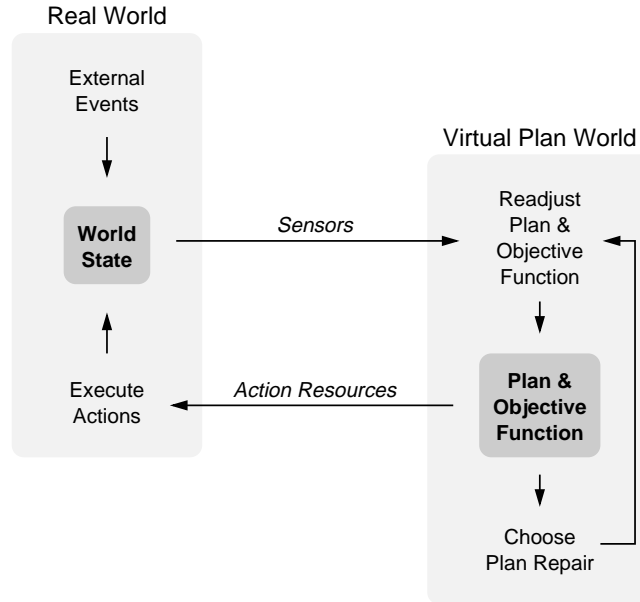 Real World
External
Events
World
State
Execute
Actions
Sensors
Action Resources
Virtual Plan World
Readjust
Plan &
Objective
Function
Plan &
Objective
Function
Choose
Plan Repair